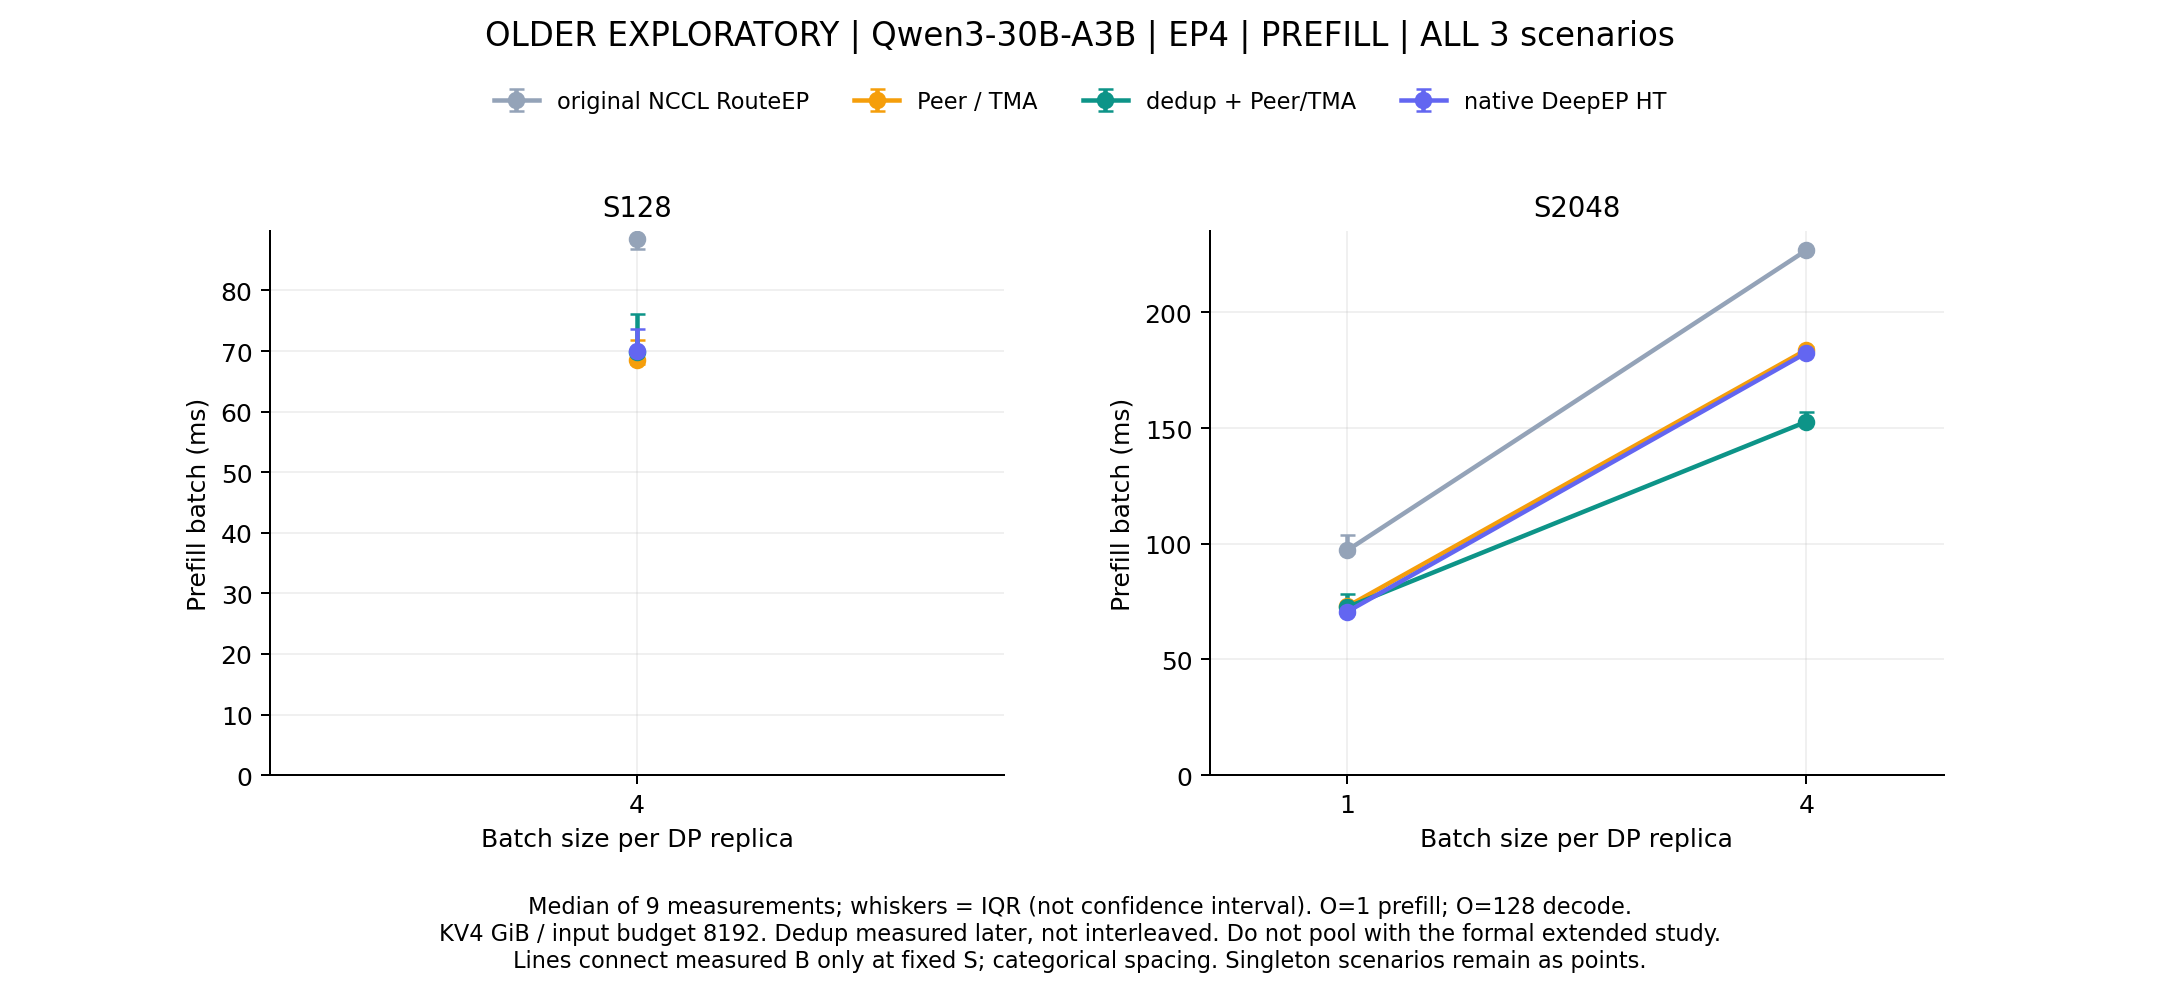 OLDER EXPLORATORY | Qwen3-30B-A3B | EP4 | PREFILL | ALL 3 scenarios
original NCCL RouteEP
Peer / TMA
dedup + Peer/TMA
native DeepEP HT
S128
80
70
60
50
40
30
20
10
0
Prefill batch (ms)
4
Batch size per DP replica
S2048
200
150
100
50
0
Prefill batch (ms)
1
4
Batch size per DP replica
Median of 9 measurements; whiskers = IQR (not confidence interval). O=1 prefill; O=128 decode.
KV4 GiB / input budget 8192. Dedup measured later, not interleaved. Do not pool with the formal extended study.
Lines connect measured B only at fixed S; categorical spacing. Singleton scenarios remain as points.